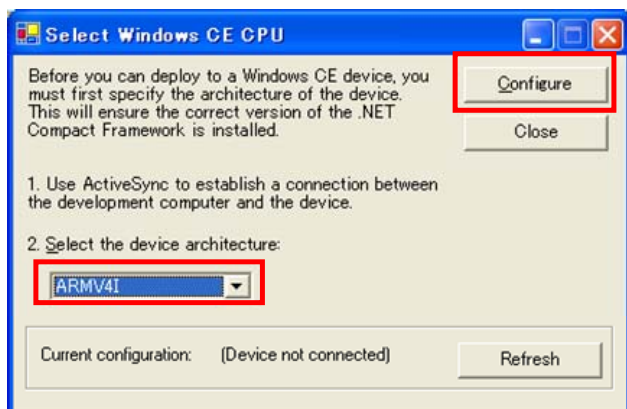 Select Windows CE CPU
Before you can deploy to a Windows CE device, you
must first specify the architecture of the device.
This will ensure the correct version of the .NET
Compact Framework is installed.
Configure
Close
1. Use ActiveSync to establish a connection between
the development computer and the device.
2. Select the device architecture:
ARMV4I
Current configuration: (Device not connected)
Refresh